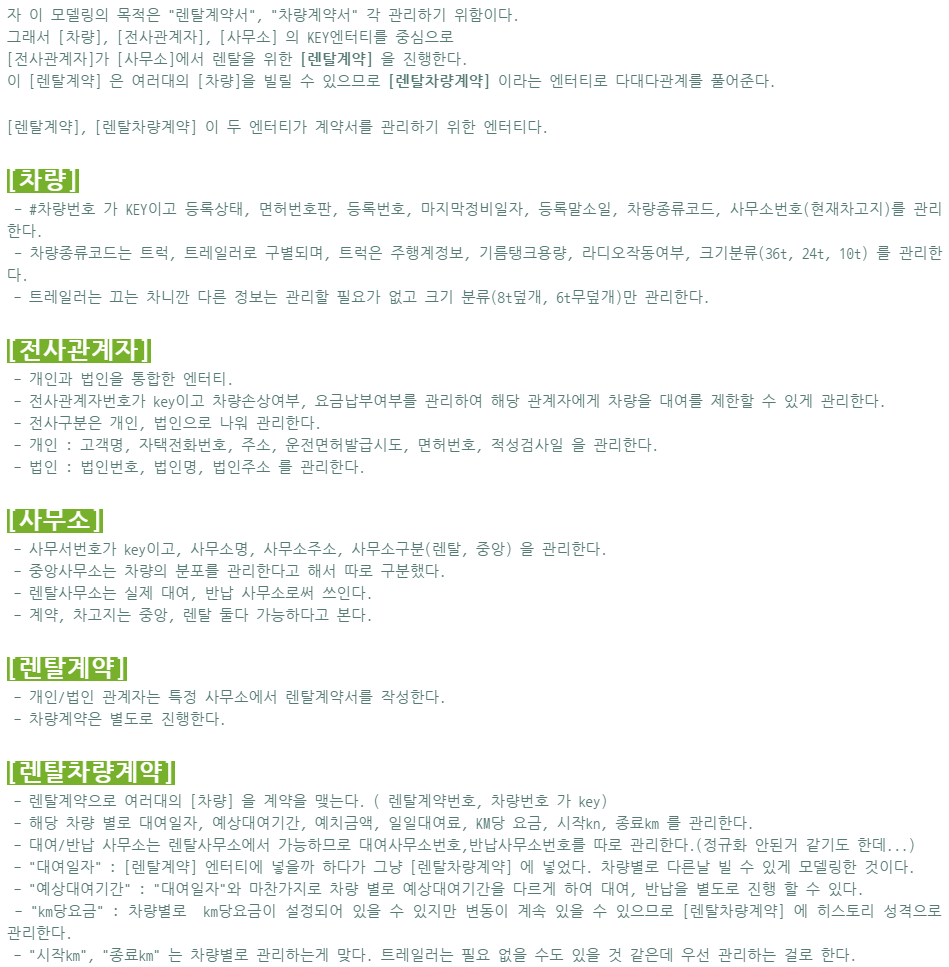 자 이 모델링의 목적은 "렌탈계약서", "차량계약서" 각 관리하기 위함이다.
그래서 [차량], [전사관계자], [사무소] 의 KEY엔터티를 중심으로
[전사관계자]가 [사무소]에서 렌탈을 위한 [렌탈계약] 을 진행한다.
이 [렌탈계약] 은 여러대의 [차량]을 빌릴 수 있으므로 [렌탈차량계약] 이라는 엔터티로 다대다관계를 풀어준다.
[렌탈계약], [렌탈차량계약] 이 두 엔터티가 계약서를 관리하기 위한 엔터티다.
[차량]
- #차량번호 가 KEY이고 등록상태, 면허번호판, 등록번호, 마지막정비일자, 등록말소일, 차량종류코드, 사무소번호(현재차고지)를 관리
한다.
- 차량종류코드는 트럭, 트레일러로 구별되며, 트럭은 주행계정보, 기름탱크용량, 라디오작동여부, 크기분류(36t, 24t, 10t) 를 관리한
다.
- 트레일러는 끄는 차니깐 다른 정보는 관리할 필요가 없고 크기 분류(8t덮개, 6t무덮개)만 관리한다.
[전사관계자]
- 개인과 법인을 통합한 엔터티.
- 전사관계자번호가 key이고 차량손상여부, 요금납부여부를 관리하여 해당 관계자에게 차량을 대여를 제한할 수 있게 관리한다.
- 전사구분은 개인, 법인으로 나눠 관리한다.
- 개인 : 고객명, 자택전화번호, 주소, 운전면허발급시도, 면허번호, 적성검사일 을 관리한다.
- 법인 : 법인번호, 법인명, 법인주소 를 관리한다.
[사무소]
- 사무서번호가 key이고, 사무소명, 사무소주소, 사무소구분(렌탈, 중앙) 을 관리한다.
- 중앙사무소는 차량의 분포를 관리한다고 해서 따로 구분했다.
- 렌탈사무소는 실제 대여, 반납 사무소로써 쓰인다.
- 계약, 차고지는 중앙, 렌탈 둘다 가능하다고 본다.
[렌탈계약]
- 개인/법인 관계자는 특정 사무소에서 렌탈계약서를 작성한다.
- 차량계약은 별도로 진행한다.
[렌탈차량계약]
- 렌탈계약으로 여러대의 [차량] 을 계약을 맺는다. ( 렌탈계약번호, 차량번호 가 key)
- 해당 차량 별로 대여일자, 예상대여기간, 예치금액, 일일대여료, KM당 요금, 시작kn, 종료km 를 관리한다.
- 대여/반납 사무소는 렌탈사무소에서 가능하므로 대여사무소번호,반납사무소번호를 따로 관리한다.(정규화 안된거 같기도 한데...)
- "대여일자" : [렌탈계약] 엔터티에 넣을까 하다가 그냥 [렌탈차량계약] 에 넣었다. 차량별로 다른날 빌 수 있게 모델링한 것이다.
- "예상대여기간" : "대여일자"와 마찬가지로 차량 별로 예상대여기간을 다르게 하여 대여, 반납을 별도로 진행 할 수 있다.
- "km당요금" : 차량별로 km당요금이 설정되어 있을 수 있지만 변동이 계속 있을 수 있으므로 [렌탈차량계약] 에 히스토리 성격으로
관리한다.
- "시작km", "종료km" 는 차량별로 관리하는게 맞다. 트레일러는 필요 없을 수도 있을 것 같은데 우선 관리하는 걸로 한다.